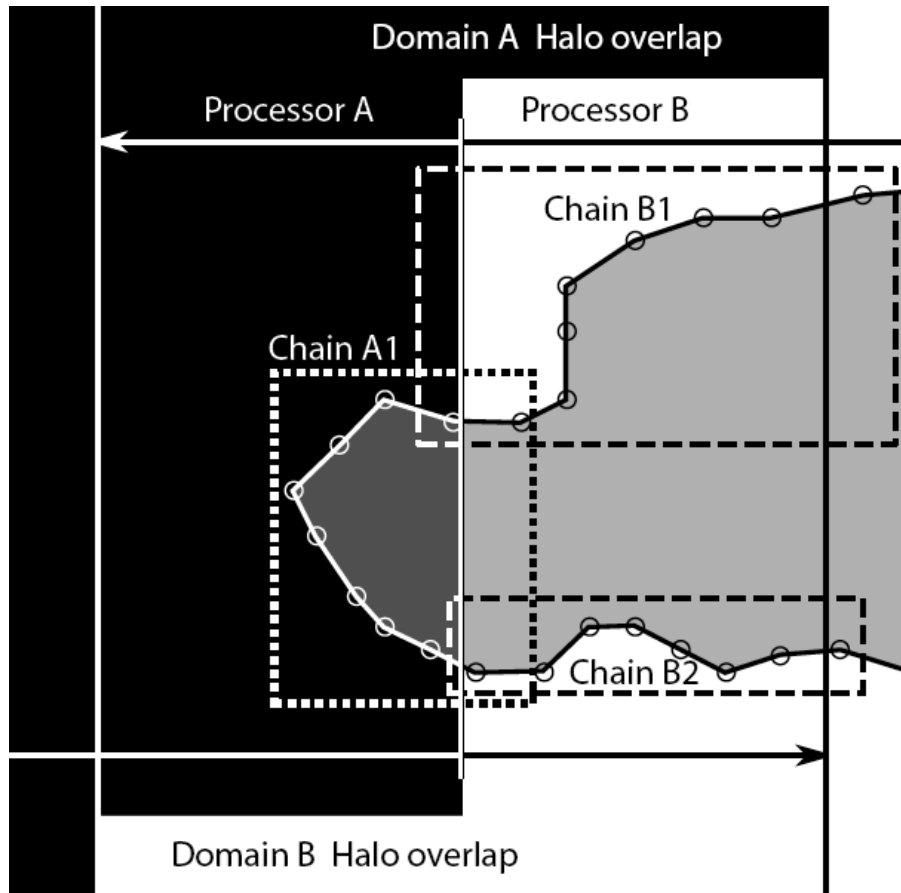 Domain A Halo overlap
Processor A
Processor B
Chain B1
Chain A1
Chain B2
Domain B Halo overlap